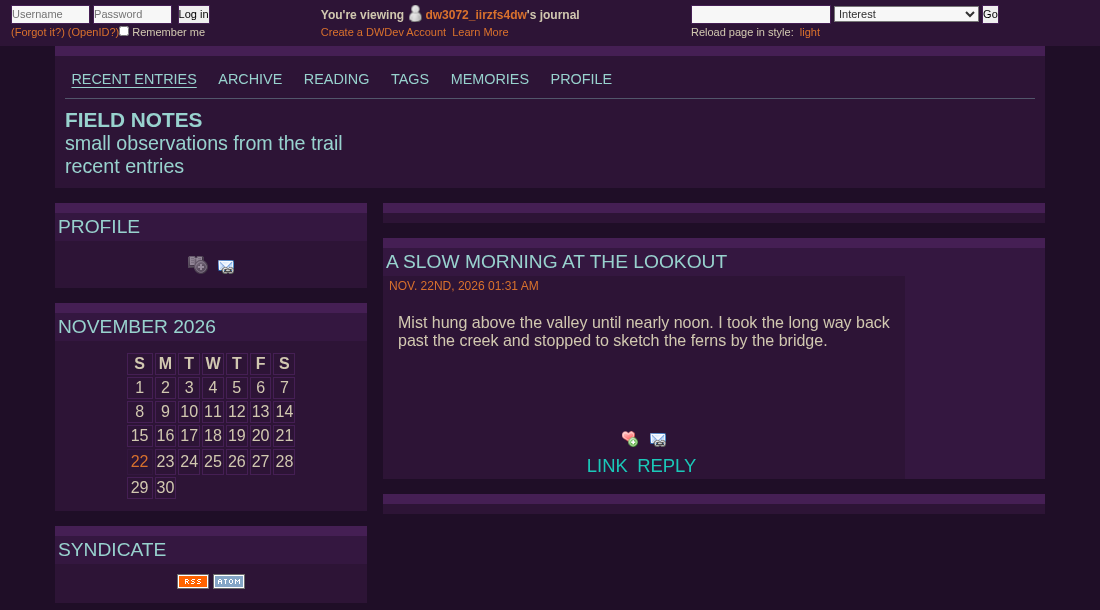 Username Password Log in
(Forgot it?) (OpenID?) Remember me
You're viewing dw3072_iirzfs4dw's journal
Create a DWDev Account Learn More
Interest Go
Reload page in style: light
RECENT ENTRIES ARCHIVE READING TAGS MEMORIES PROFILE
FIELD NOTES
small observations from the trail
recent entries
PROFILE
NOVEMBER 2026
S M T W T F S
1 2 3 4 5 6 7
8 9 10 11 12 13 14
15 16 17 18 19 20 21
22 23 24 25 26 27 28
29 30
SYNDICATE
RSS ATOM
A SLOW MORNING AT THE LOOKOUT
NOV. 22ND, 2026 01:31 AM
Mist hung above the valley until nearly noon. I took the long way back
past the creek and stopped to sketch the ferns by the bridge.
LINK REPLY